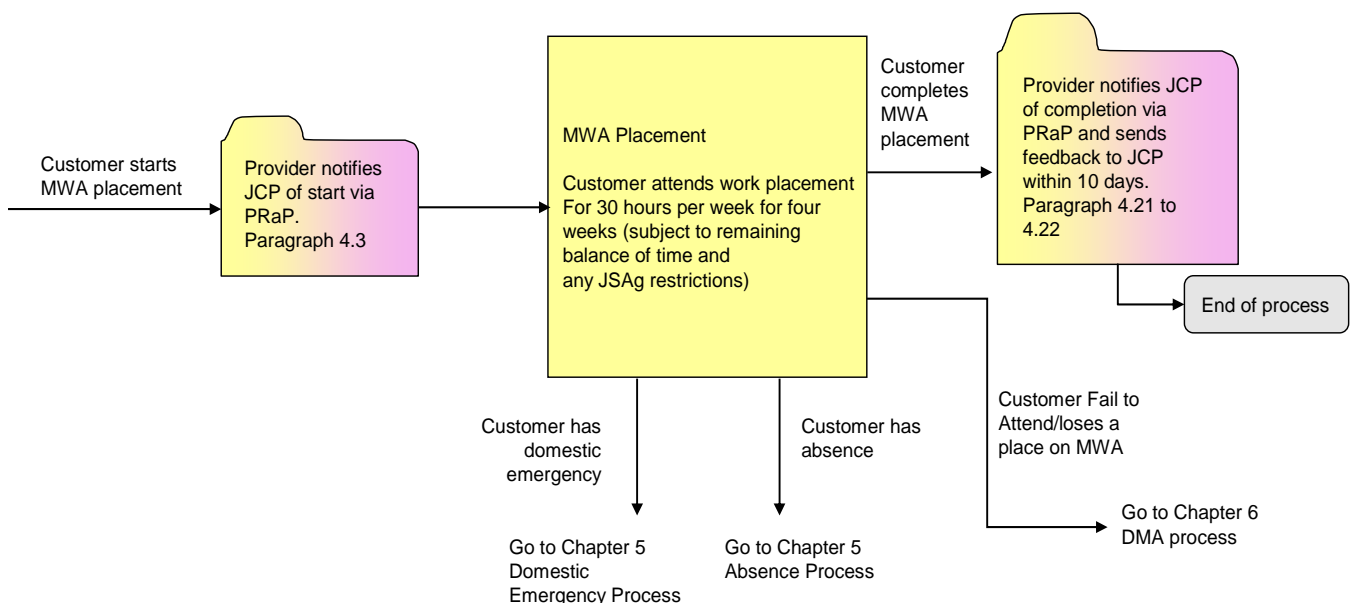 Customer starts
MWA placement
Provider notifies
JCP of start via
PRaP.
Paragraph 4.3
MWA Placement
Customer attends work placement
For 30 hours per week for four
weeks (subject to remaining
balance of time and
any JSAg restrictions)
Customer
completes
MWA
placement
Provider notifies JCP
of completion via
PRaP and sends
feedback to JCP
within 10 days.
Paragraph 4.21 to
4.22
End of process
Customer has
domestic
emergency
Customer has
absence
Customer Fail to
Attend/loses a
place on MWA
Go to Chapter 5
Domestic
Emergency Process
Go to Chapter 5
Absence Process
Go to Chapter 6
DMA process